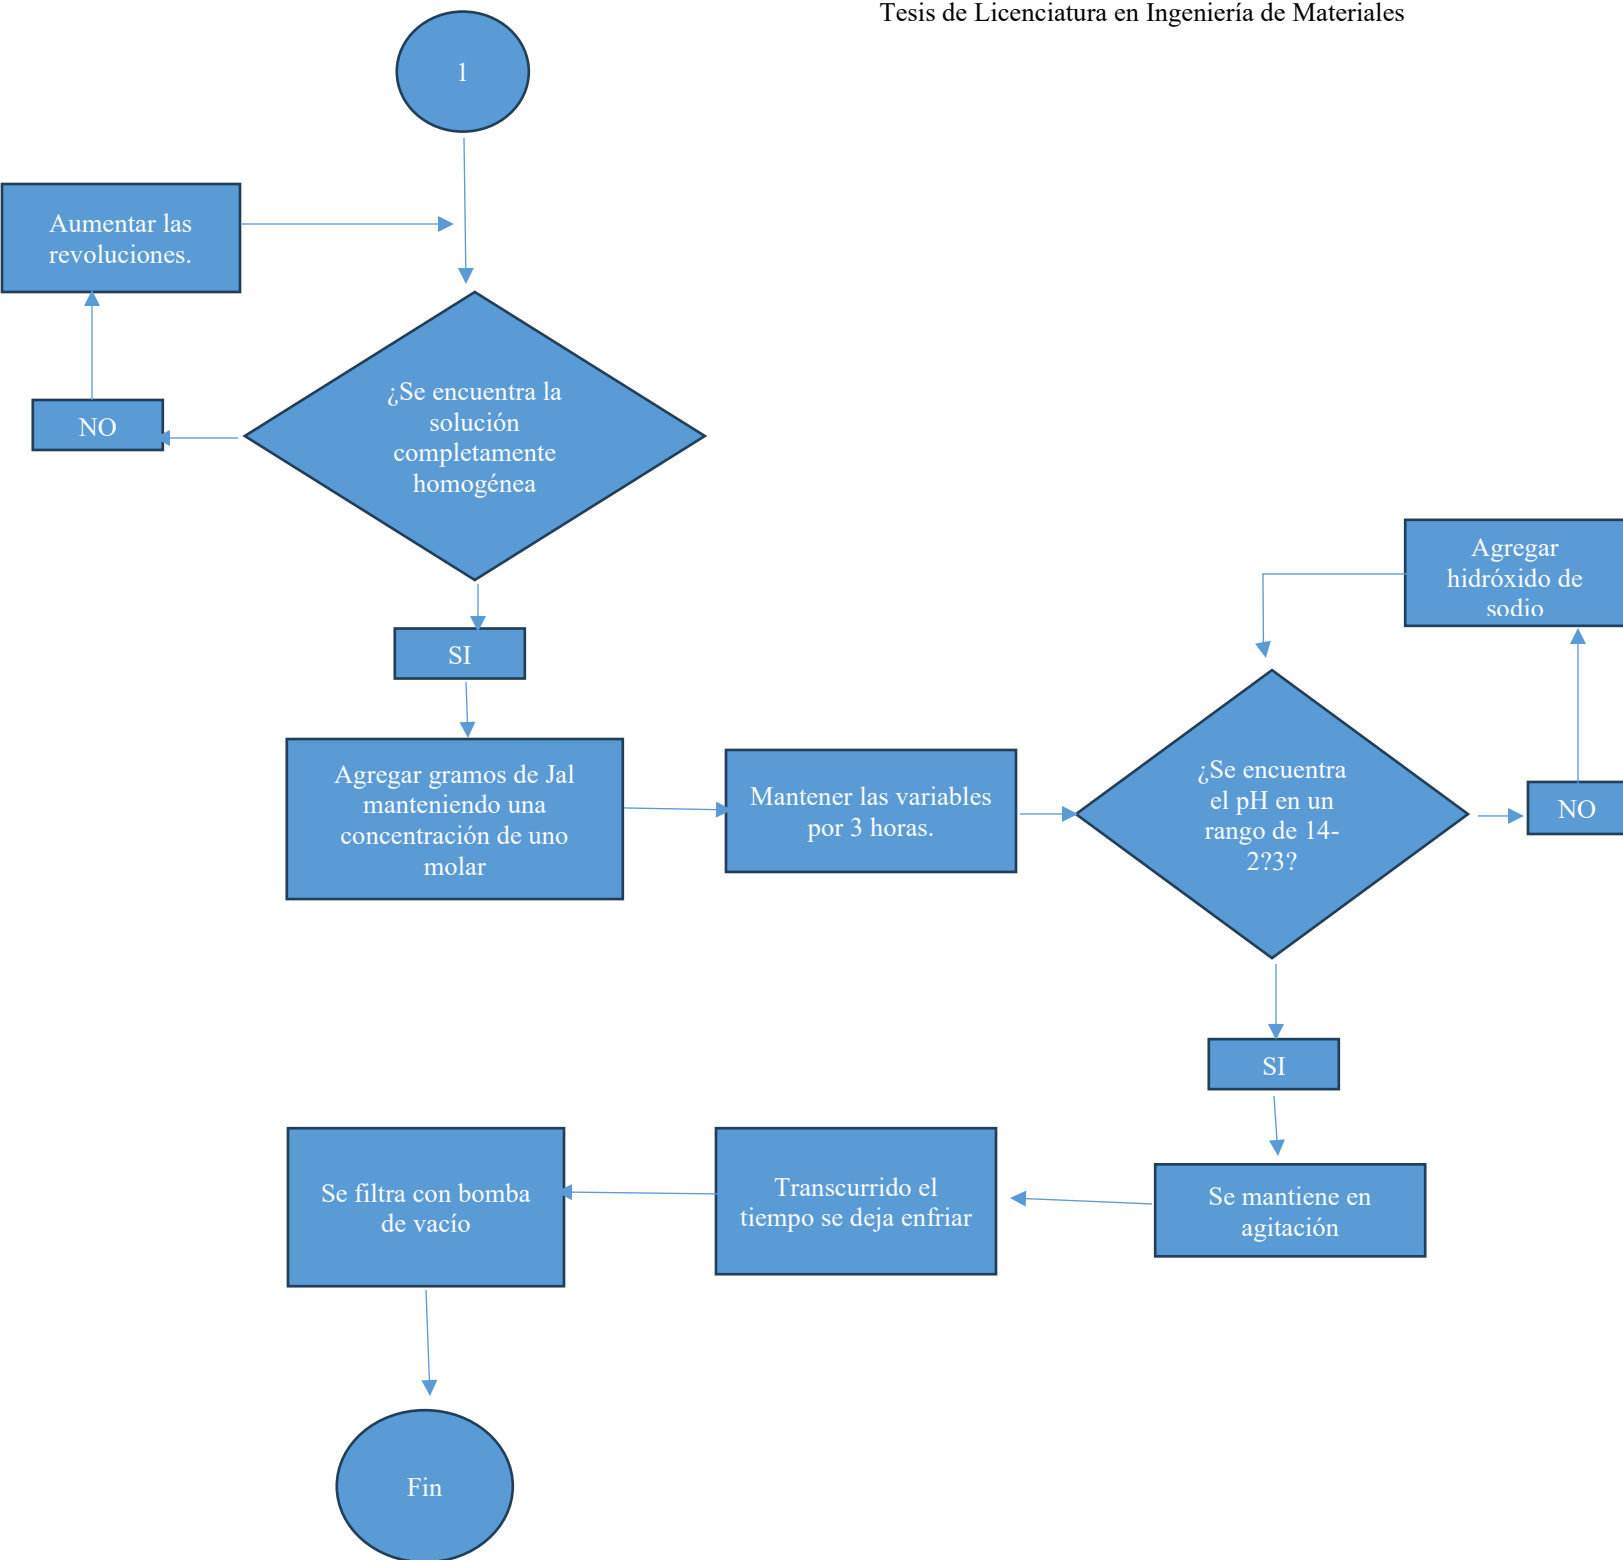 Tesis de Licenciatura en Ingeniería de Materiales
1
Aumentar las
revoluciones.
¿Se encuentra la
solución
completamente
homogénea
NO
SI
Agregar gramos de Jal
manteniendo una
concentración de uno
molar
Mantener las variables
por 3 horas.
¿Se encuentra
el pH en un
rango de 14-
2?3?
Agregar
hidróxido de
sodio
NO
SI
Se mantiene en
agitación
Transcurrido el
tiempo se deja enfriar
Se filtra con bomba
de vacío
Fin